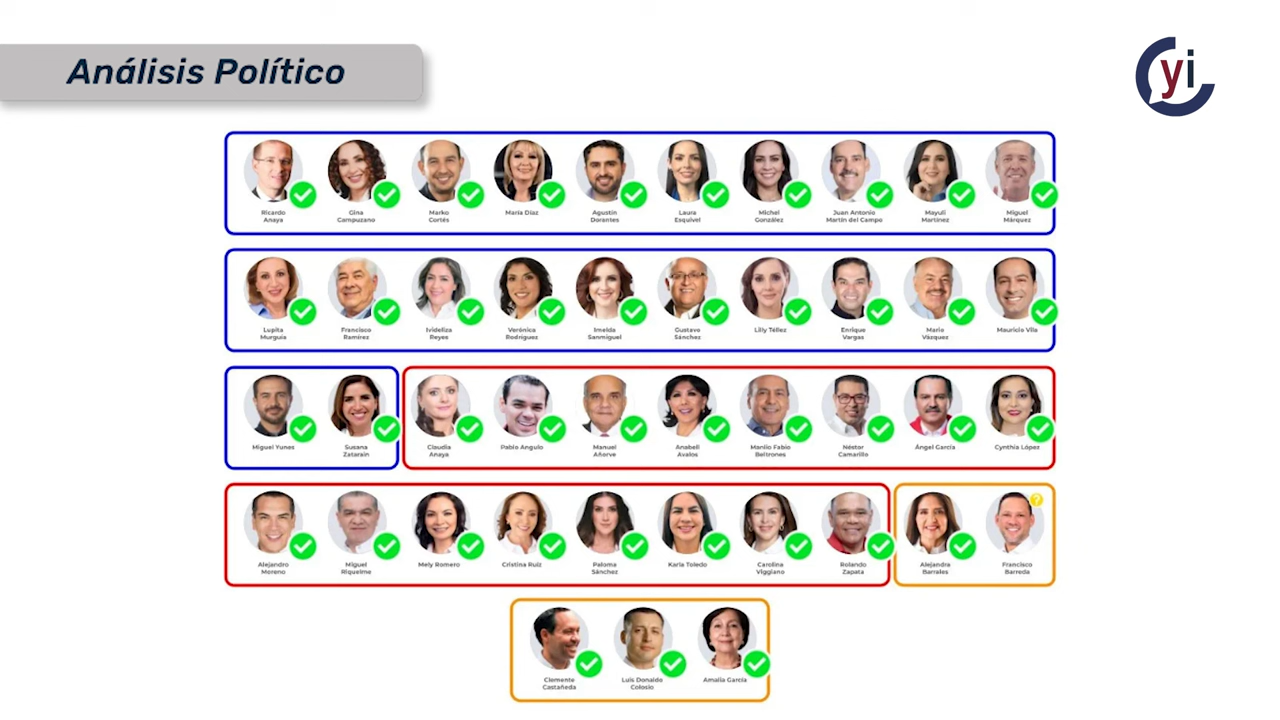 Análisis Político
yi
Ricardo
Anaya
Gina
Campuzano
Marko
Cortés
María Díaz
Agustín
Dorantes
Laura
Esquivel
Michel
González
Juan Antonio
Martín del Campo
Mayuli
Martínez
Miguel
Márquez
Lupita
Murguía
Francisco
Ramírez
Ivideliza
Reyes
Verónica
Rodríguez
Imelda
Sanmiguel
Gustavo
Sánchez
Lilly Téllez
Enrique
Vargas
Mario
Vázquez
Mauricio Vila
Miguel Yunes
Susana
Zatarain
Claudia
Anaya
Pablo Angulo
Manuel
Añorve
Anabell
Avalos
Manlio Fabio
Beltrones
Néstor
Camarillo
Ángel García
Cynthia López
Alejandro
Moreno
Miguel
Riquelme
Mely Romero
Cristina Ruiz
Paloma
Sánchez
Karla Toledo
Carolina
Viggiano
Rolando
Zapata
Alejandra
Barrales
?
Francisco
Barreda
Clemente
Castañeda
Luis Donaldo
Colosio
Amalia García